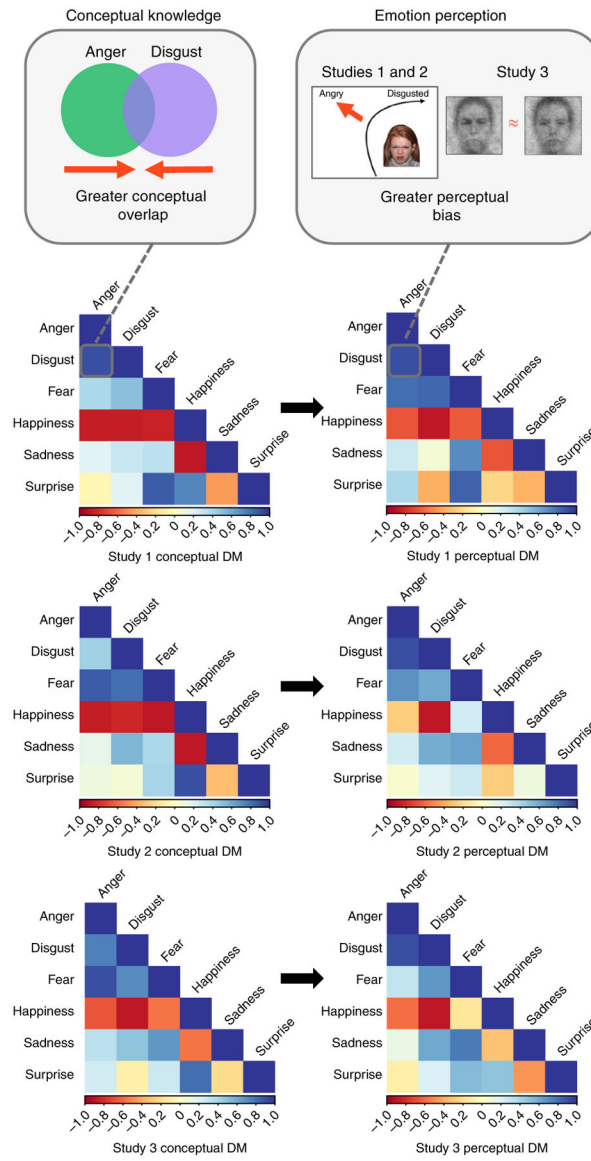 Conceptual knowledge
Anger Disgust
Greater conceptual
overlap
Emotion perception
Studies 1 and 2
Study 3
Angry
Disgusted
≈
Greater perceptual
bias
Anger
Disgust
Fear
Happiness
Sadness
Surprise
Anger
Disgust
Fear
Happiness
Sadness
Surprise
−1.0 −0.8 −0.6 −0.4 0.2 0 0.2 0.4 0.6 0.8 1.0
Study 1 conceptual DM
Anger
Disgust
Fear
Happiness
Sadness
Surprise
Anger
Disgust
Fear
Happiness
Sadness
Surprise
−1.0 −0.8 −0.6 −0.4 0.2 0 0.2 0.4 0.6 0.8 1.0
Study 1 perceptual DM
Anger
Disgust
Fear
Happiness
Sadness
Surprise
Anger
Disgust
Fear
Happiness
Sadness
Surprise
−1.0 −0.8 −0.6 −0.4 0.2 0 0.2 0.4 0.6 0.8 1.0
Study 2 conceptual DM
Anger
Disgust
Fear
Happiness
Sadness
Surprise
Anger
Disgust
Fear
Happiness
Sadness
Surprise
−1.0 −0.8 −0.6 −0.4 0.2 0 0.2 0.4 0.6 0.8 1.0
Study 2 perceptual DM
Anger
Disgust
Fear
Happiness
Sadness
Surprise
Anger
Disgust
Fear
Happiness
Sadness
Surprise
−1.0 −0.8 −0.6 −0.4 0.2 0 0.2 0.4 0.6 0.8 1.0
Study 3 conceptual DM
Anger
Disgust
Fear
Happiness
Sadness
Surprise
Anger
Disgust
Fear
Happiness
Sadness
Surprise
−1.0 −0.8 −0.6 −0.4 0.2 0 0.2 0.4 0.6 0.8 1.0
Study 3 perceptual DM